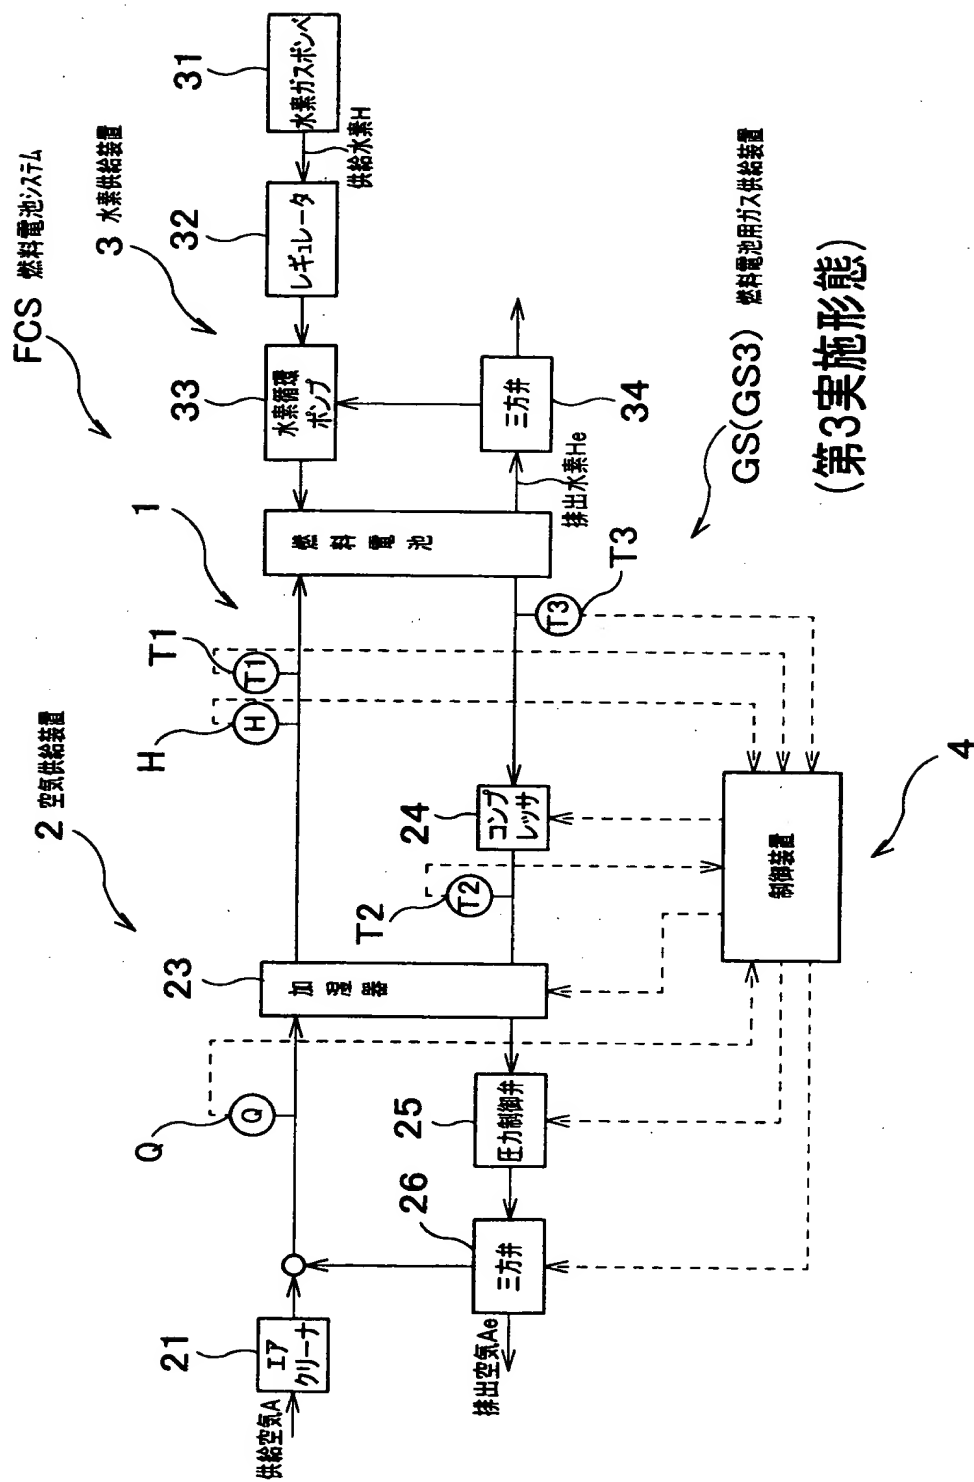 FCS 燃料電池システム
3 水素供給装置
31
水素ガスボンベ
供給水素H
32
レギュレータ
33
水素循環
ポンプ
三方弁
34
排出水素He
1
燃料電池
2 空気供給装置
T1
T1
H
H
T3
T3
GS(GS3) 燃料電池用ガス供給装置
(第3実施形態)
24
コンプ
レッサ
T2
T2
23
加湿器
制御装置
4
Q
Q
25
圧力制御弁
26
三方弁
排出空気Ae
21
エア
クリーナ
供給空気A